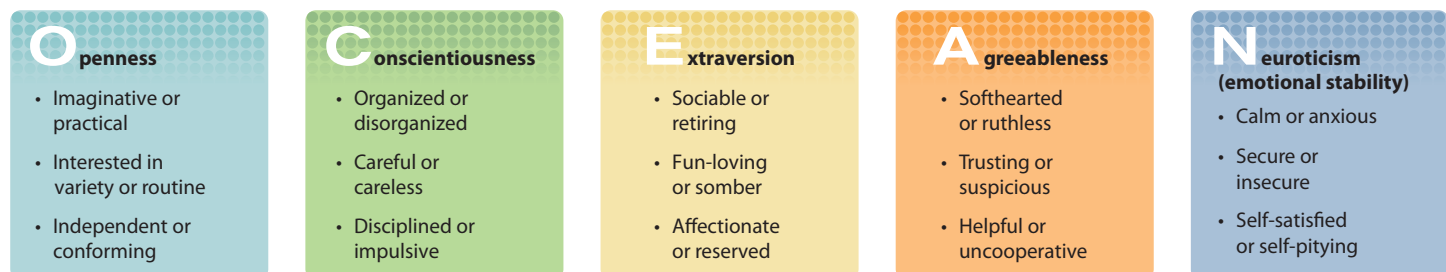 Openness
• Imaginative or
practical
• Interested in
variety or routine
• Independent or
conforming
Conscientiousness
• Organized or
disorganized
• Careful or
careless
• Disciplined or
impulsive
Extraversion
• Sociable or
retiring
• Fun-loving
or somber
• Affectionate
or reserved
Agreeableness
• Softhearted
or ruthless
• Trusting or
suspicious
• Helpful or
uncooperative
Neuroticism
(emotional stability)
• Calm or anxious
• Secure or
insecure
• Self-satisfied
or self-pitying